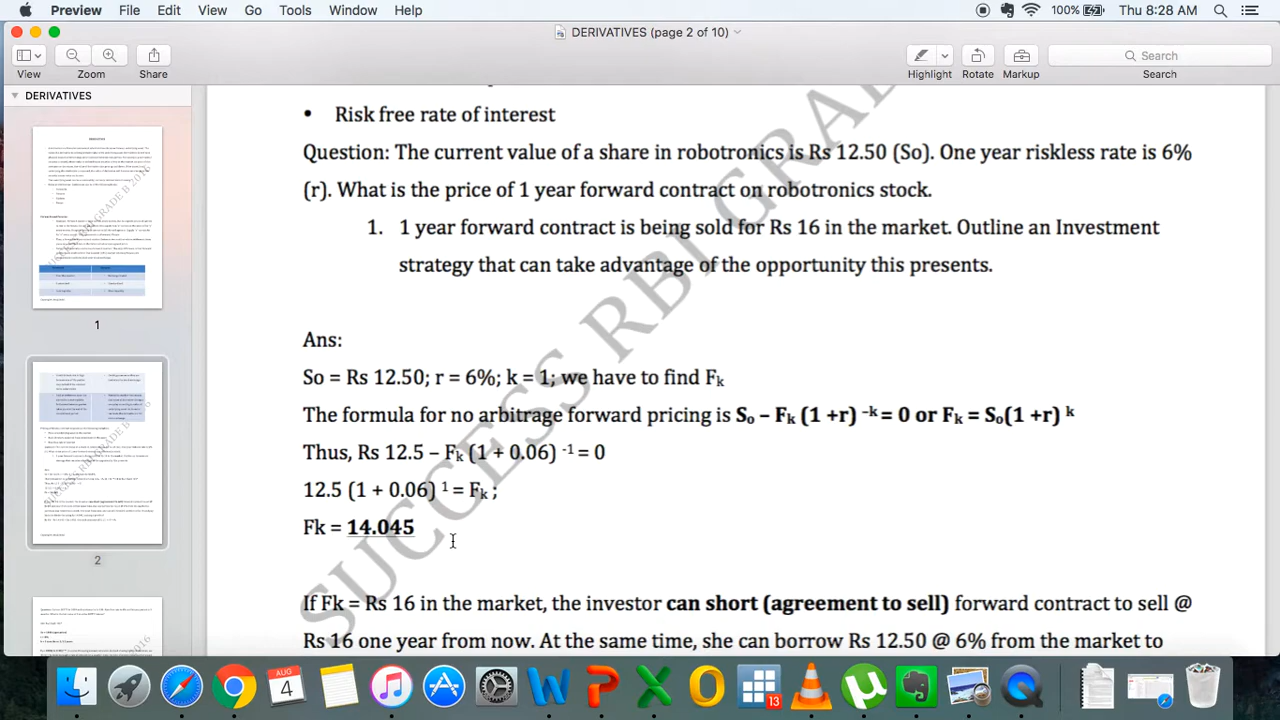 Preview File Edit View Go Tools Window Help 100% Thu 8:28 AM
DERIVATIVES (page 2 of 10)
View Zoom Share Highlight Rotate Markup Search
Search
DERIVATIVES
1
2
• Risk free rate of interest
Question: The current value of a share in robotronics is Rs 12.50 (So). One year riskless rate is 6%
(r). What is the price of 1 year forward contract on robotronics stock.
1. 1 year forward contract is being sold for Rs 16 in the market. Outline an Investment
strategy that can take advantage of the opportunity this presents.
Ans:
So = Rs 12.50; r = 6%; k = 1; we have to find Fk
The formula for no arbitrage forward pricing is So – Fk (1 +r) -k = 0 or Fk = So(1 +r) k
Thus, Rs 12.5 – Fk (1 + 0.06) -1 = 0
12.5 (1 + 0.06) 1 = Fk ;
Fk = 14.045
If Fk = Rs 16 in the market, the investor can short (agreement to sell) forward contract to sell @
Rs 16 one year from now. At the same time, she can borrow Rs 12.50 @ 6% from the market to
SUCCESS RBI GRA
AUG
4
13